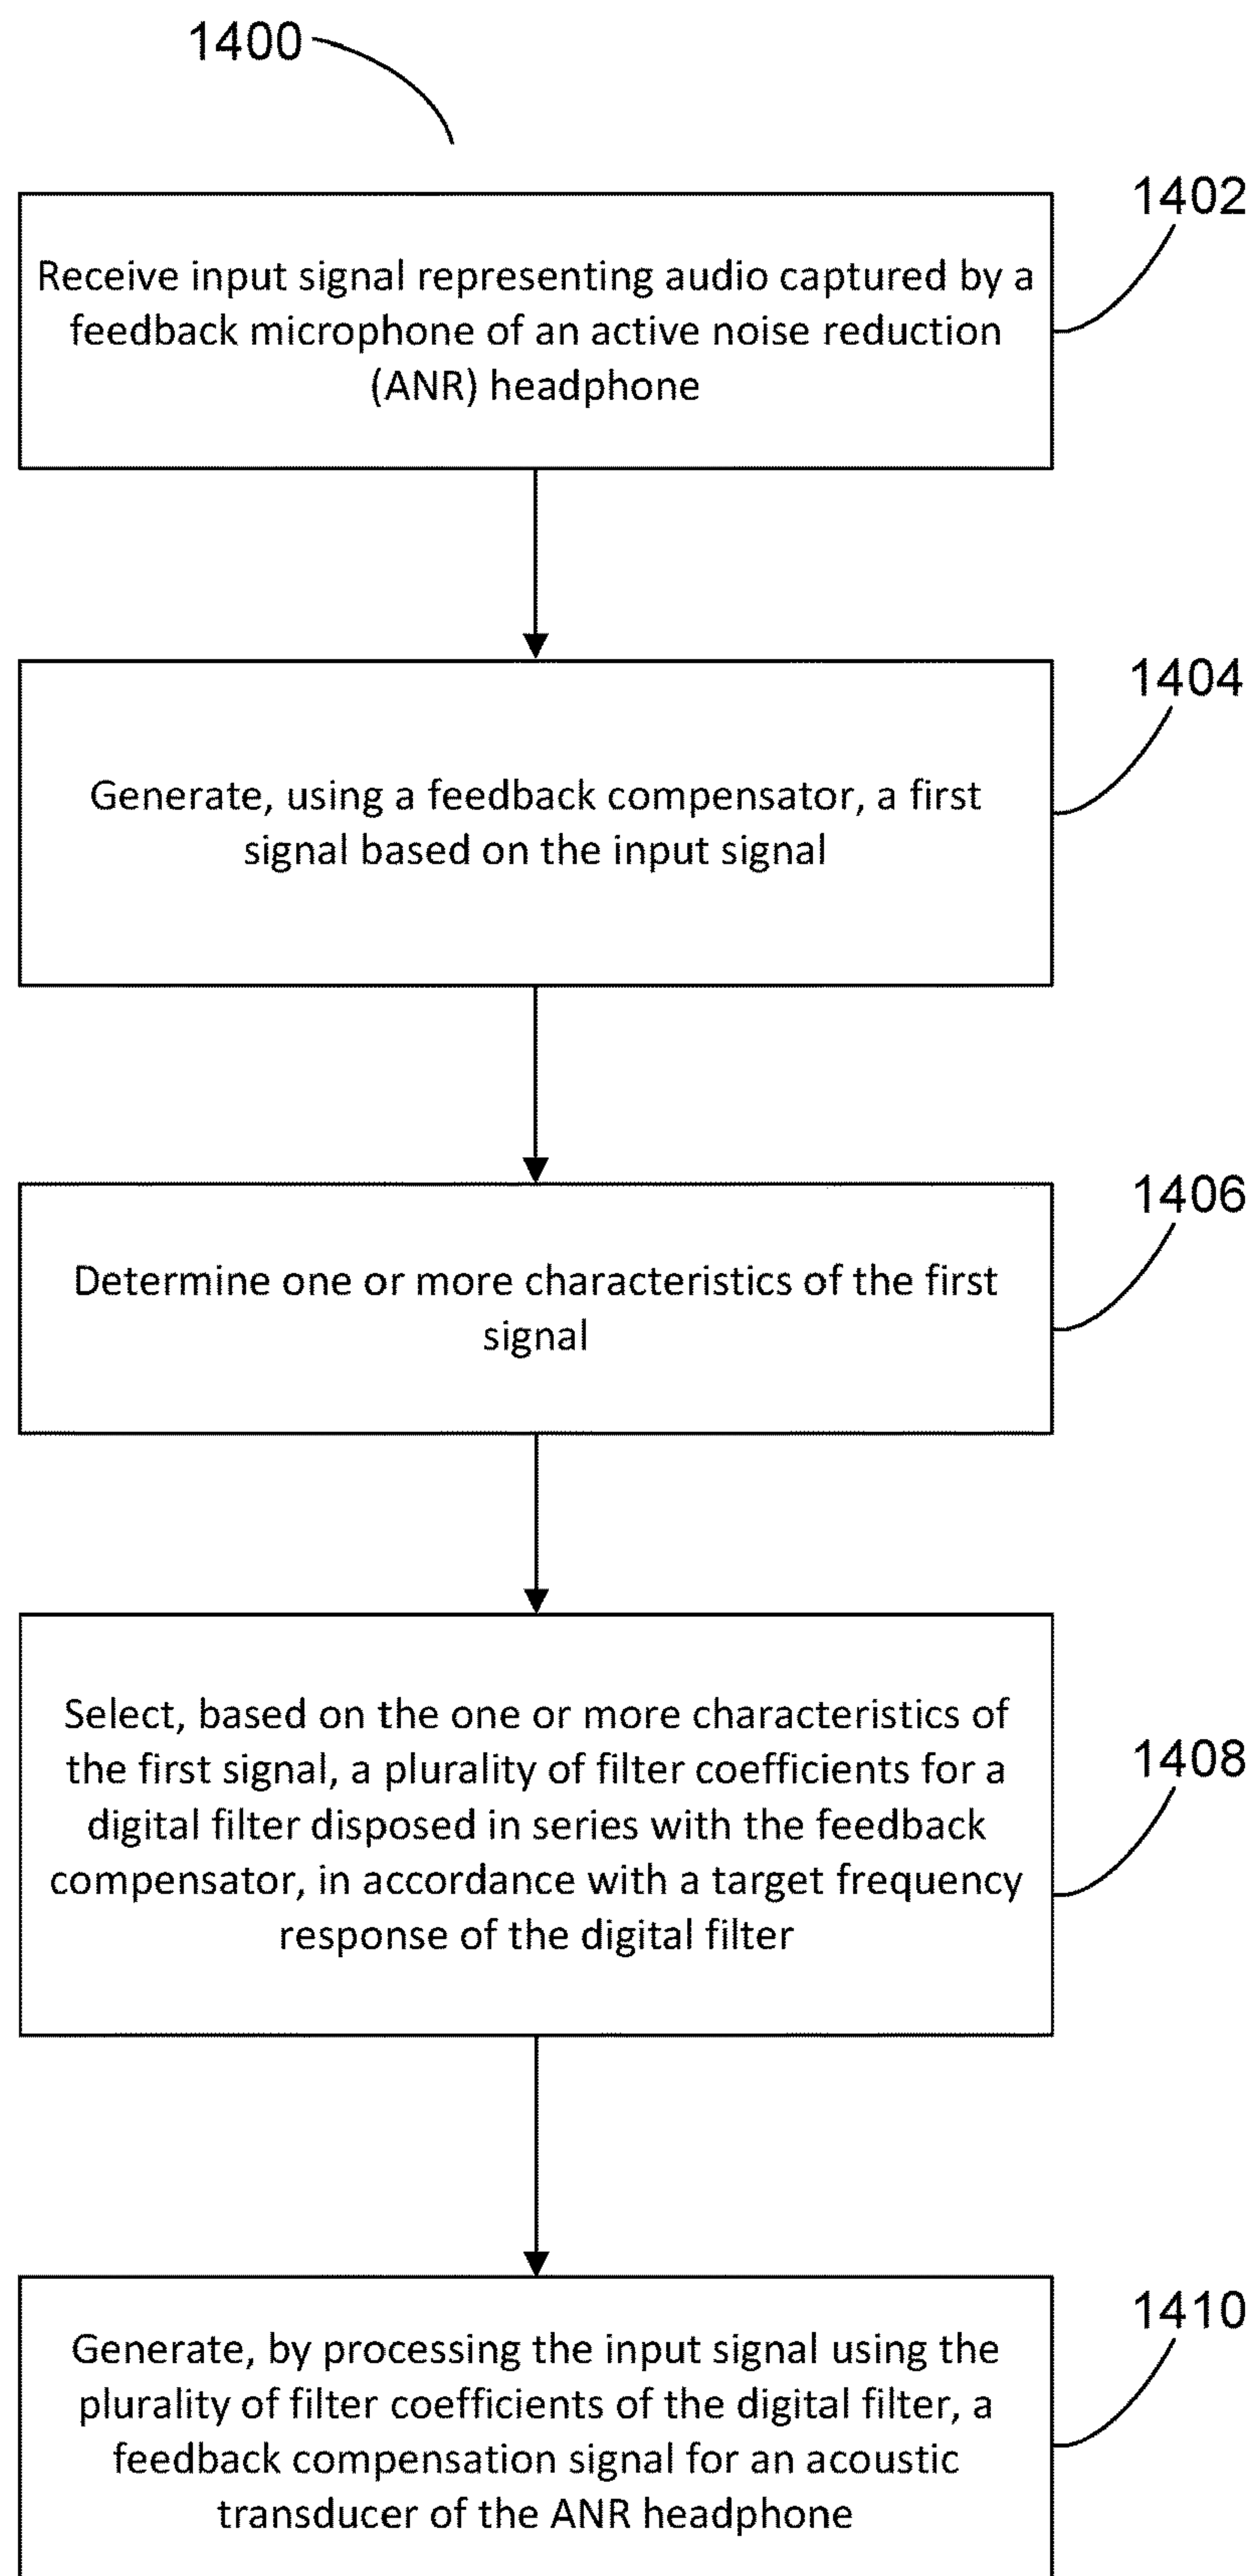 1400
1402
Receive input signal representing audio captured by a
feedback microphone of an active noise reduction
(ANR) headphone
1404
Generate, using a feedback compensator, a first
signal based on the input signal
1406
Determine one or more characteristics of the first
signal
1408
Select, based on the one or more characteristics of
the first signal, a plurality of filter coefficients for a
digital filter disposed in series with the feedback
compensator, in accordance with a target frequency
response of the digital filter
1410
Generate, by processing the input signal using the
plurality of filter coefficients of the digital filter, a
feedback compensation signal for an acoustic
transducer of the ANR headphone